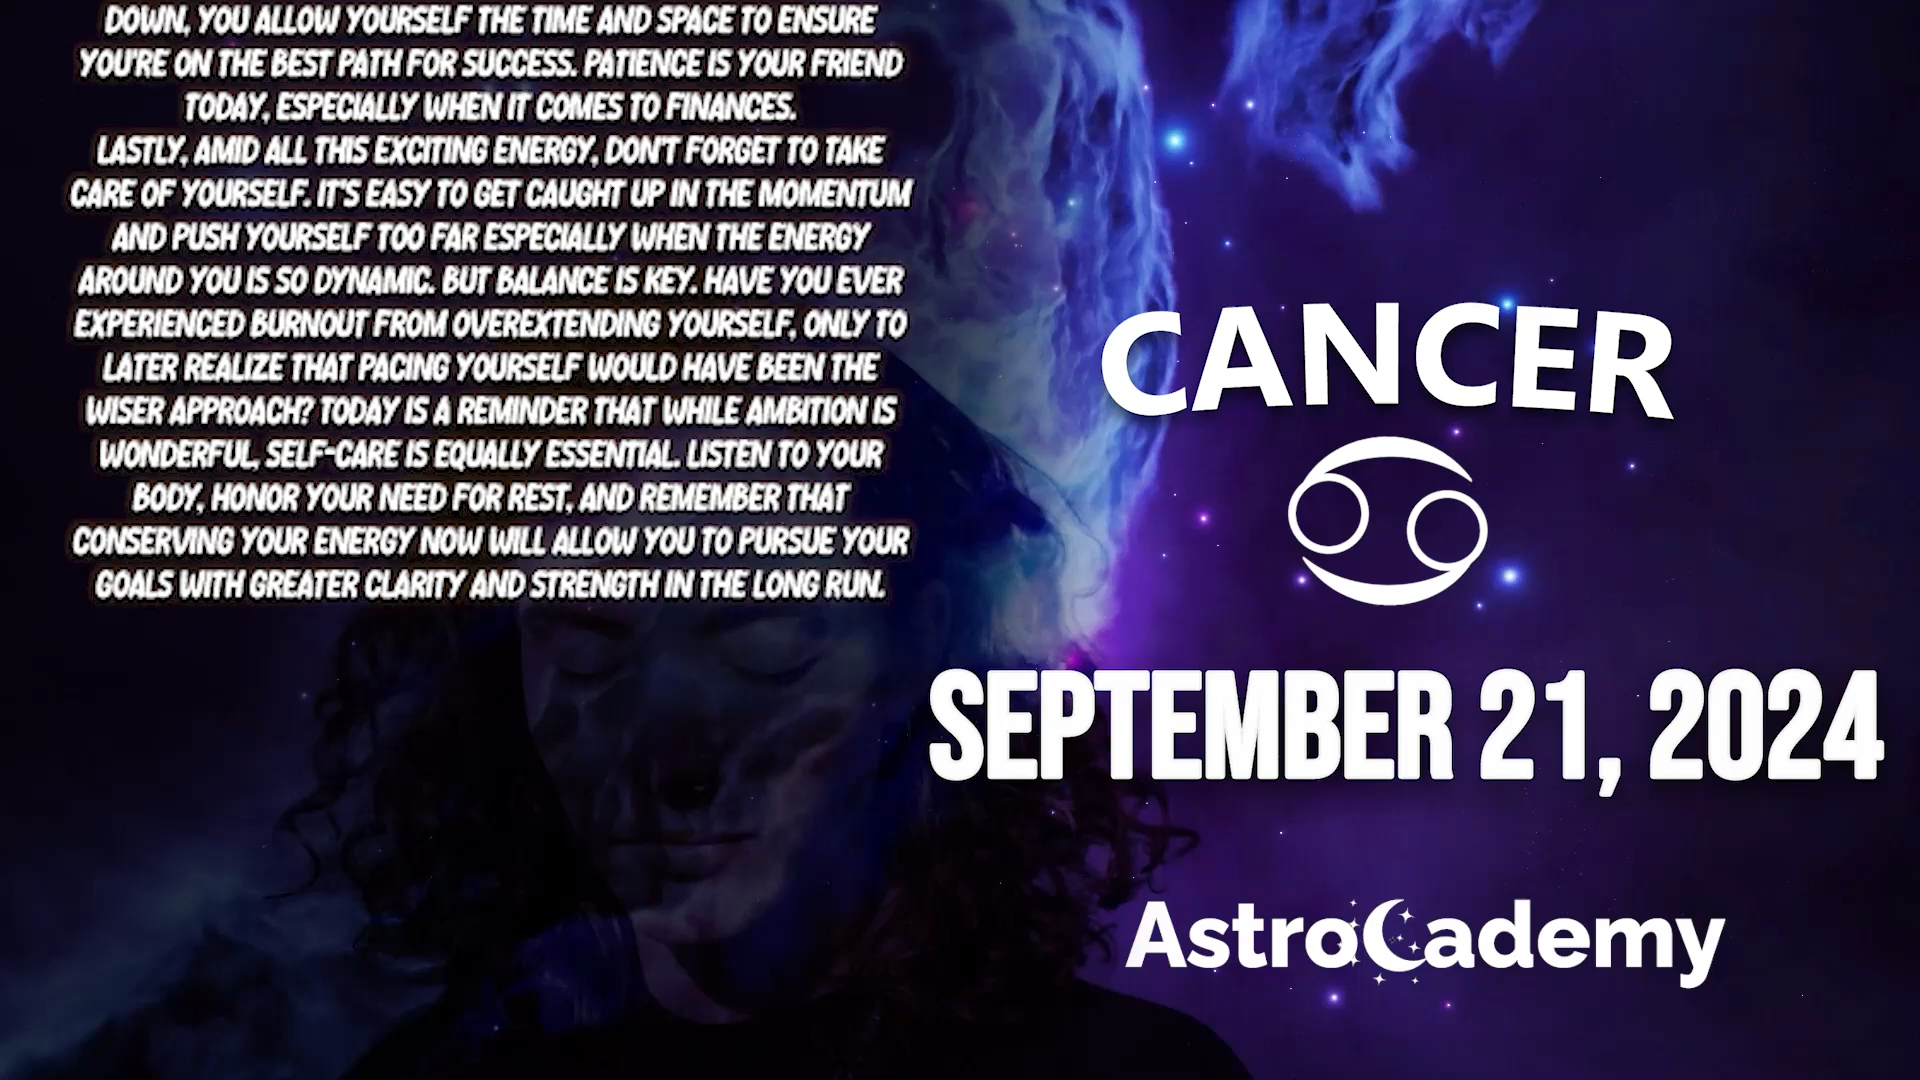 DOWN, YOU ALLOW YOURSELF THE TIME AND SPACE TO ENSURE
YOU'RE ON THE BEST PATH FOR SUCCESS. PATIENCE IS YOUR FRIEND
TODAY, ESPECIALLY WHEN IT COMES TO FINANCES.
LASTLY, AMID ALL THIS EXCITING ENERGY, DON'T FORGET TO TAKE
CARE OF YOURSELF. IT'S EASY TO GET CAUGHT UP IN THE MOMENTUM
AND PUSH YOURSELF TOO FAR ESPECIALLY WHEN THE ENERGY
AROUND YOU IS SO DYNAMIC. BUT BALANCE IS KEY. HAVE YOU EVER
EXPERIENCED BURNOUT FROM OVEREXTENDING YOURSELF, ONLY TO
LATER REALIZE THAT PACING YOURSELF WOULD HAVE BEEN THE
WISER APPROACH? TODAY IS A REMINDER THAT WHILE AMBITION IS
WONDERFUL, SELF-CARE IS EQUALLY ESSENTIAL. LISTEN TO YOUR
BODY, HONOR YOUR NEED FOR REST, AND REMEMBER THAT
CONSERVING YOUR ENERGY NOW WILL ALLOW YOU TO PURSUE YOUR
GOALS WITH GREATER CLARITY AND STRENGTH IN THE LONG RUN.
CANCER
SEPTEMBER 21, 2024
AstroCademy